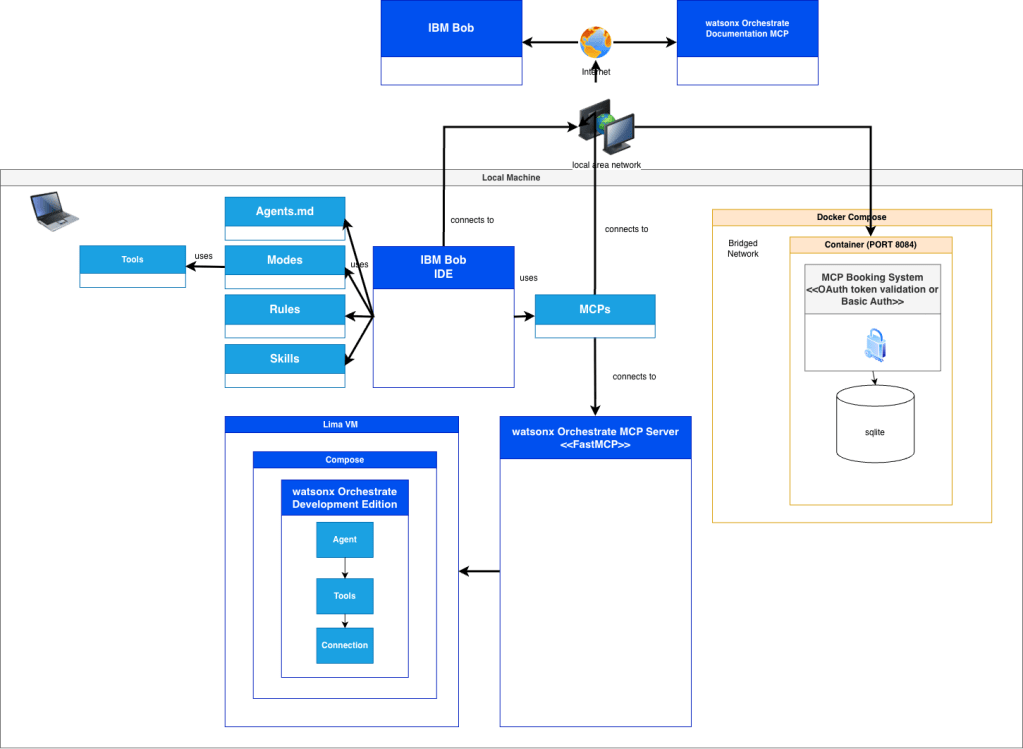 IBM Bob
watsonx Orchestrate
Documentation MCP
Internet
local area network
Local Machine
Agents.md
connects to
connects to
Docker Compose
Bridged
Network
Container (PORT 8084)
Tools
uses
Modes
uses
IBM Bob
IDE
uses
MCP Booking System
<<OAuth token validation or
Basic Auth>>
Rules
MCPs
Skills
connects to
sqlite
Lima VM
watsonx Orchestrate MCP Server
<<FastMCP>>
Compose
watsonx Orchestrate
Development Edition
Agent
Tools
Connection